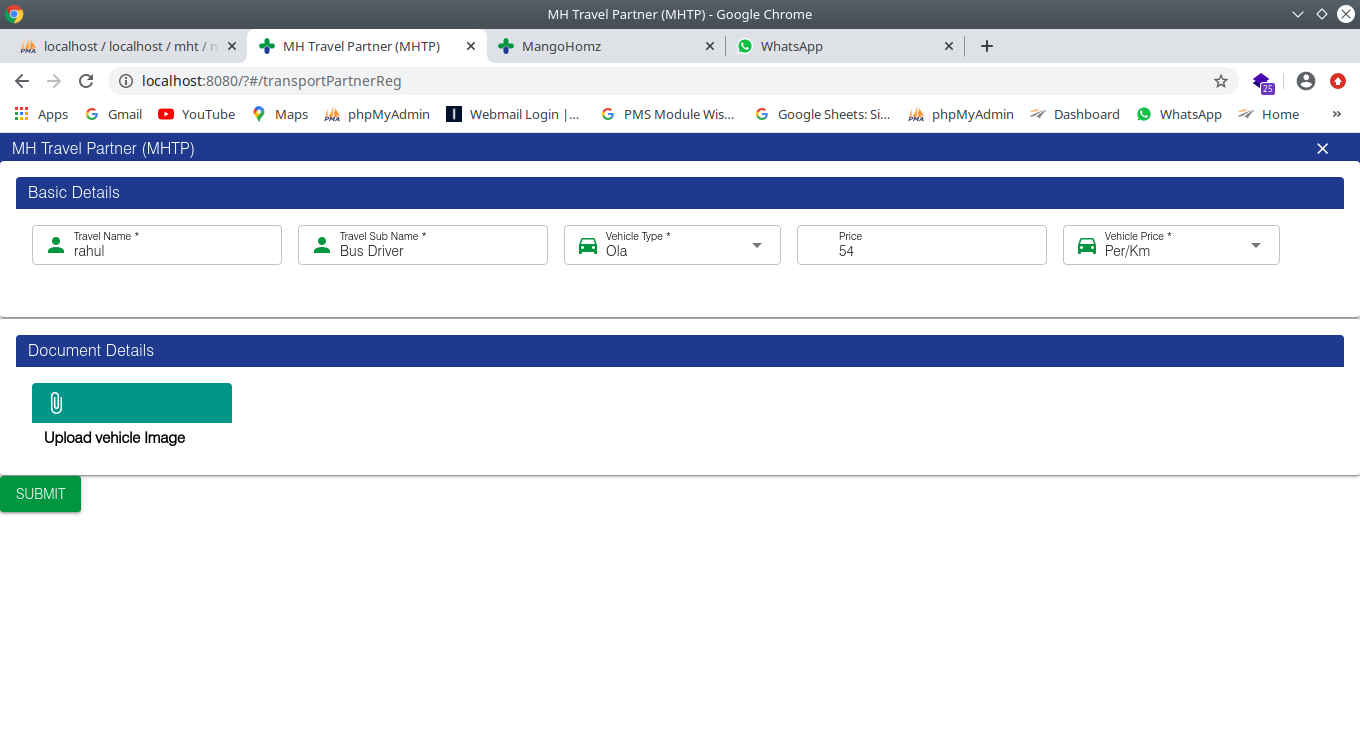 MH Travel Partner (MHTP) - Google Chrome
localhost / localhost / mht / m
MH Travel Partner (MHTP)
MangoHomz
WhatsApp
localhost:8080/?#/transportPartnerReg
25
Apps Gmail YouTube Maps phpMyAdmin Webmail Login |... PMS Module Wis... Google Sheets: Si... phpMyAdmin Dashboard WhatsApp Home »
MH Travel Partner (MHTP)
Basic Details
Travel Name *
rahul
Travel Sub Name *
Bus Driver
Vehicle Type *
Ola
Price
54
Vehicle Price *
Per/Km
Document Details
Upload vehicle Image
SUBMIT